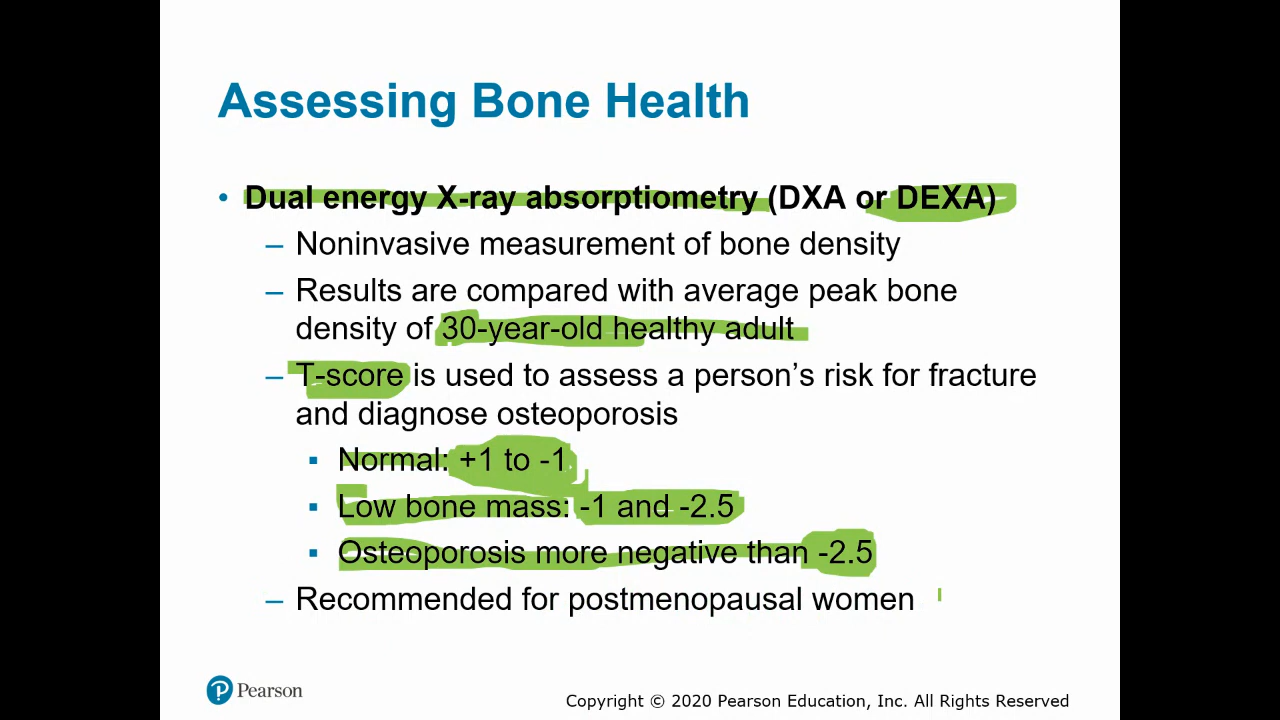 Assessing Bone Health
• Dual energy X-ray absorptiometry (DXA or DEXA)
– Noninvasive measurement of bone density
– Results are compared with average peak bone
density of 30-year-old healthy adult
– T-score is used to assess a person's risk for fracture
and diagnose osteoporosis
▪ Normal: +1 to -1
▪ Low bone mass: -1 and -2.5
▪ Osteoporosis more negative than -2.5
– Recommended for postmenopausal women
Pearson
Copyright © 2020 Pearson Education, Inc. All Rights Reserved